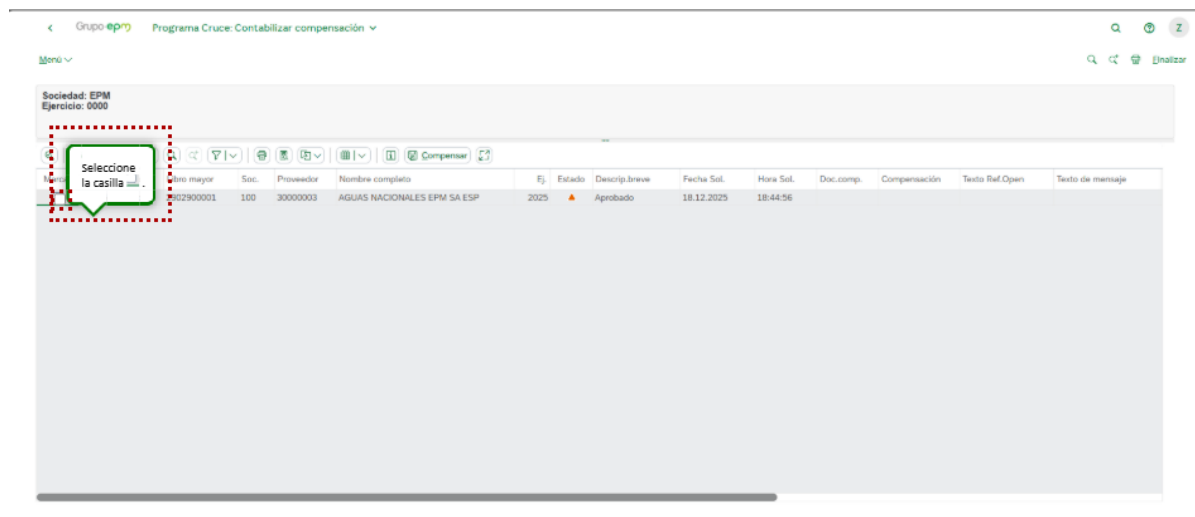 Grupo epm Programa Cruce: Contabilizar compensación Z
Menú Finalizar
Sociedad: EPM
Ejercicio: 0000
Compensar
Seleccione
la casilla .
mayor Soc. Proveedor Nombre completo Ej. Estado Descrip.breve Fecha Sol. Hora Sol. Doc.comp. Compensación Texto Ref.Open Texto de mensaje
2902900001 100 30000003 AGUAS NACIONALES EPM SA ESP 2025 Aprobado 18.12.2025 18:44:56